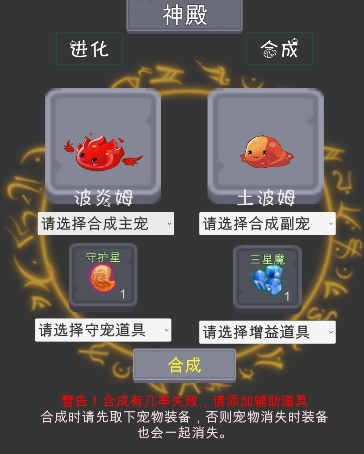 神殿
进化
合成
波炎姆
土波姆
请选择合成主宠
请选择合成副宠
守护星
1
三星魔
1
请选择守宠道具
请选择增益道具
合成
警告！合成有几率失败，请添加辅助道具
合成时请先取下宠物装备，否则宠物消失时装备
也会一起消失。